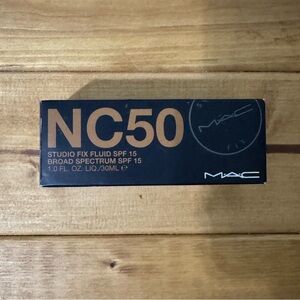 NC50
STUDIO FIX FLUID SPF 15
BROAD SPECTRUM SPF 15
1.0 FL. OZ. LIQ./30ML ℮
MAC
MAC